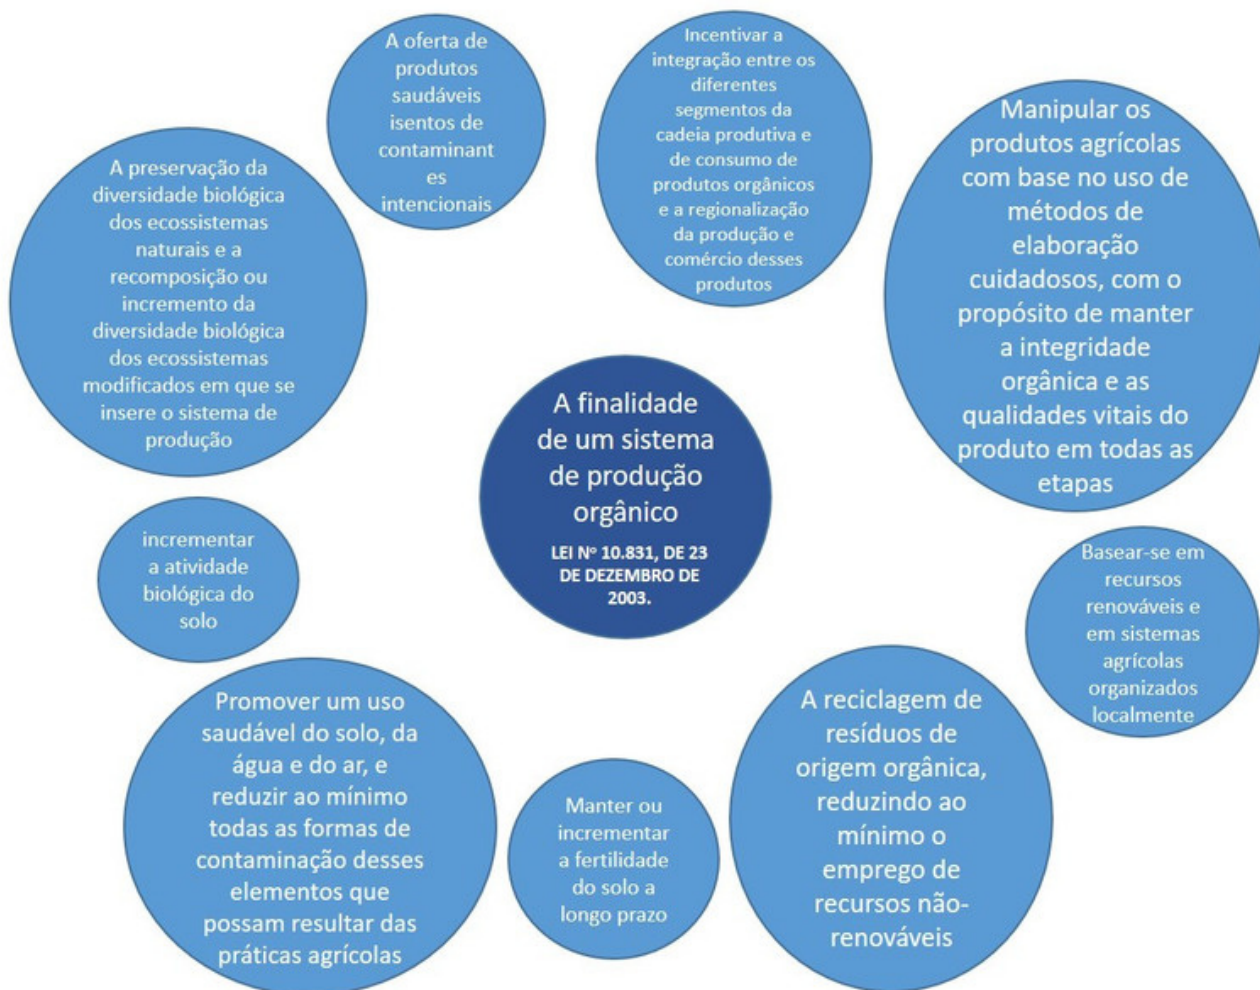 A oferta de
produtos
saudáveis
isentos de
contaminant
es
intencionais
Incentivar a
integração entre os
diferentes
segmentos da
cadeia produtiva e
de consumo de
produtos orgânicos
e a regionalização
da produção e
comércio desses
produtos
Manipular os
produtos agrícolas
com base no uso de
métodos de
elaboração
cuidadosos, com o
propósito de manter
a integridade
orgânica e as
qualidades vitais do
produto em todas as
etapas
A preservação da
diversidade biológica
dos ecossistemas
naturais e a
recomposição ou
incremento da
diversidade biológica
dos ecossistemas
modificados em que se
insere o sistema de
produção
A finalidade
de um sistema
de produção
orgânico
LEI Nº 10.831, DE 23
DE DEZEMBRO DE
2003.
incrementar
a atividade
biológica do
solo
Basear-se em
recursos
renováveis e
em sistemas
agrícolas
organizados
localmente
Promover um uso
saudável do solo, da
água e do ar, e
reduzir ao mínimo
todas as formas de
contaminação desses
elementos que
possam resultar das
práticas agrícolas
Manter ou
incrementar
a fertilidade
do solo a
longo prazo
A reciclagem de
resíduos de
origem orgânica,
reduzindo ao
mínimo o
emprego de
recursos não-
renováveis